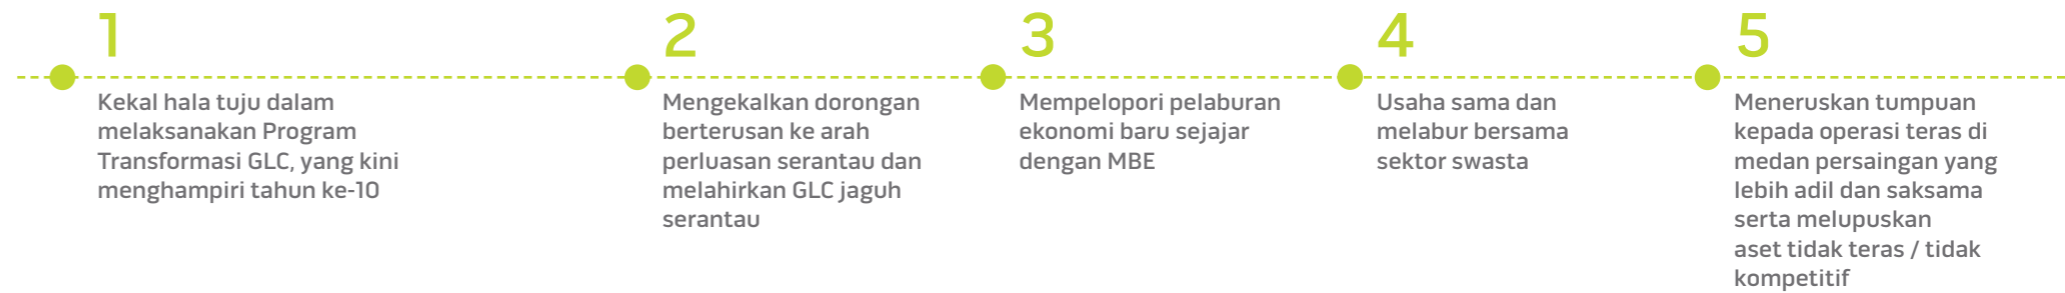 1
Kekal hala tuju dalam
melaksanakan Program
Transformasi GLC, yang kini
menghampiri tahun ke-10
2
Mengekalkan dorongan
berterusan ke arah
perluasan serantau dan
melahirkan GLC jaguh
serantau
3
Mempelopori pelaburan
ekonomi baru sejajar
dengan MBE
4
Usaha sama dan
melabur bersama
sektor swasta
5
Meneruskan tumpuan
kepada operasi teras di
medan persaingan yang
lebih adil dan saksama
serta melupuskan
aset tidak teras / tidak
kompetitif